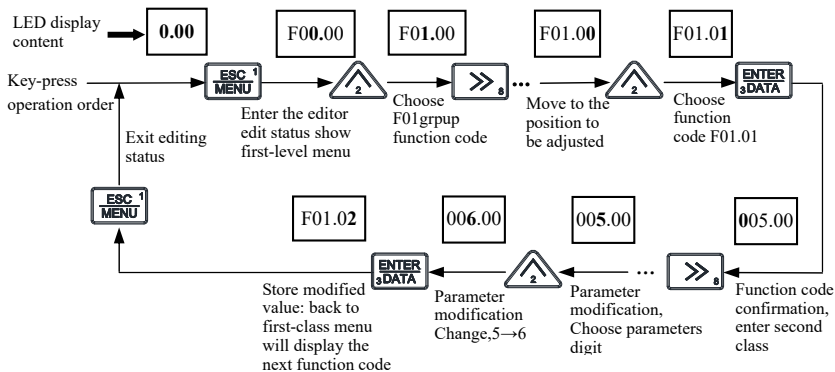 LED display
content
0.00
F00.00
F01.00
F01.00
F01.01
Key-press
operation order
ESC 1
MENU
2
>> 8
...
2
ENTER
3 DATA
Enter the editor
edit status show
first-level menu
Choose
F01grpup
function code
Move to the
position to
be adjusted
Choose
function
code F01.01
Exit editing
status
ESC 1
MENU
F01.02
006.00
005.00
005.00
ENTER
3 DATA
2
...
>> 8
Store modified
value: back to
first-class menu
will display the
next function code
Parameter
modification
Change,5→6
Parameter
modification,
Choose parameters
digit
Function code
confirmation,
enter second
class